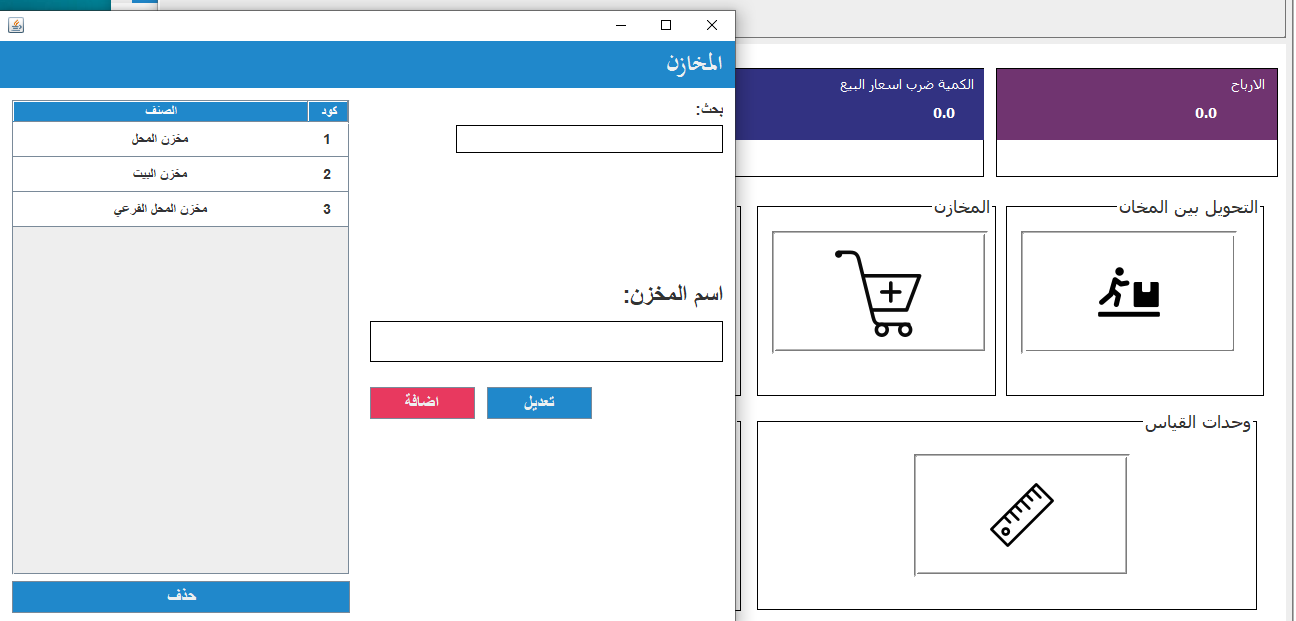 المخازن
بحث:
كود الصنف
1 مخزن المحل
2 مخزن البيت
3 مخزن المحل الفرعي
اسم المخزن:
تعديل اضافة
حذف
الارباح
0.0
الكمية ضرب اسعار البيع
0.0
التحويل بين المخان
المخازن
وحدات القياس